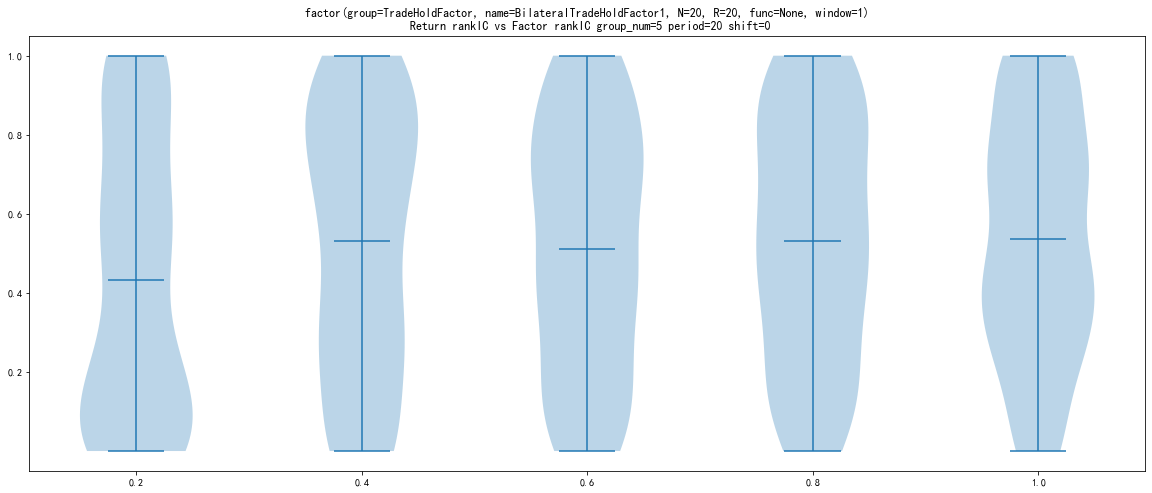 factor(group=TradeHoldFactor, name=BilateralTradeHoldFactor1, N=20, R=20, func=None, window=1)
Return rankIC vs Factor rankIC group_num=5 period=20 shift=0
1.0
0.8
0.6
0.4
0.2
0.2 0.4 0.6 0.8 1.0